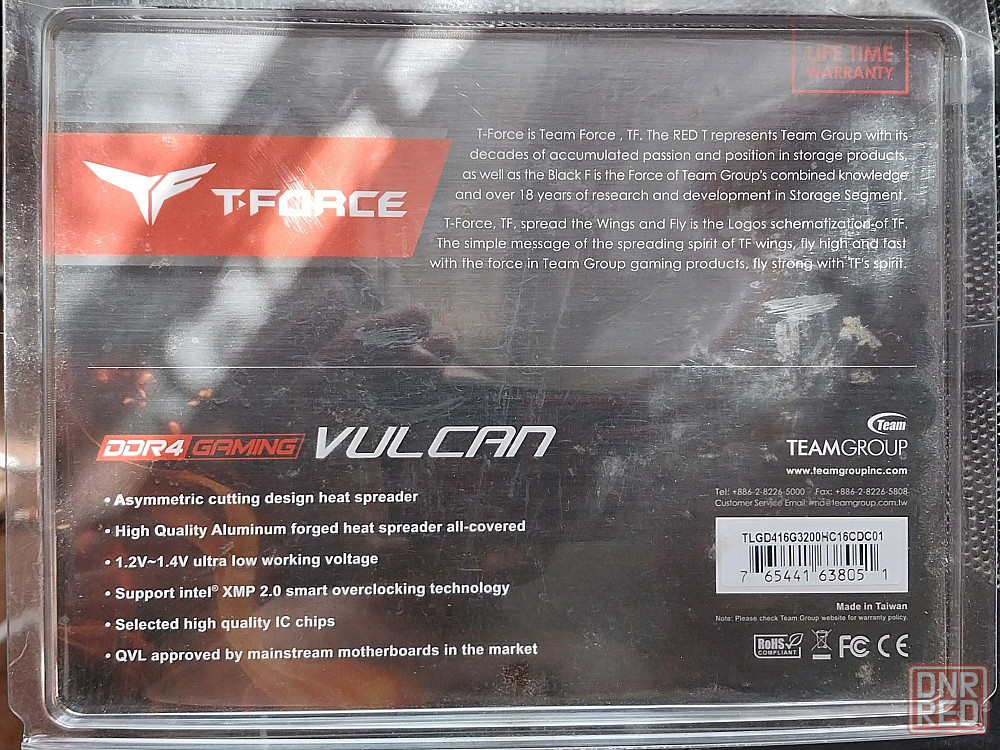 LIFE TIME
WARRANTY
T-FORCE
T-Force is Team Force , TF. The RED T represents Team Group with its
decades of accumulated passion and position in storage products,
as well as the Black F is the Force of Team Group's combined knowledge
and over 18 years of research and development in Storage Segment.
T-Force, TF, spread the Wings and Fly is the Logos schematization of TF.
The simple message of the spreading spirit of TF wings, fly high and fast
with the force in Team Group gaming products, fly strong with TF's spirit.
DDR4 GAMING VULCAN
• Asymmetric cutting design heat spreader
• High Quality Aluminum forged heat spreader all-covered
• 1.2V~1.4V ultra low working voltage
• Support intel® XMP 2.0 smart overclocking technology
• Selected high quality IC chips
• QVL approved by mainstream motherboards in the market
Team
TEAMGROUP
www.teamgroupinc.com
Tel: +886-2-8226-5000 Fax: +886-2-8226-5808
Customer Service Email: rma@teamgroup.com.tw
TLGD416G3200HC16CDC01
7 65441 63805 1
Made in Taiwan
Note: Please check Team Group website for warranty policy.
RoHS
COMPLIANT
FC CE
DNR
RED